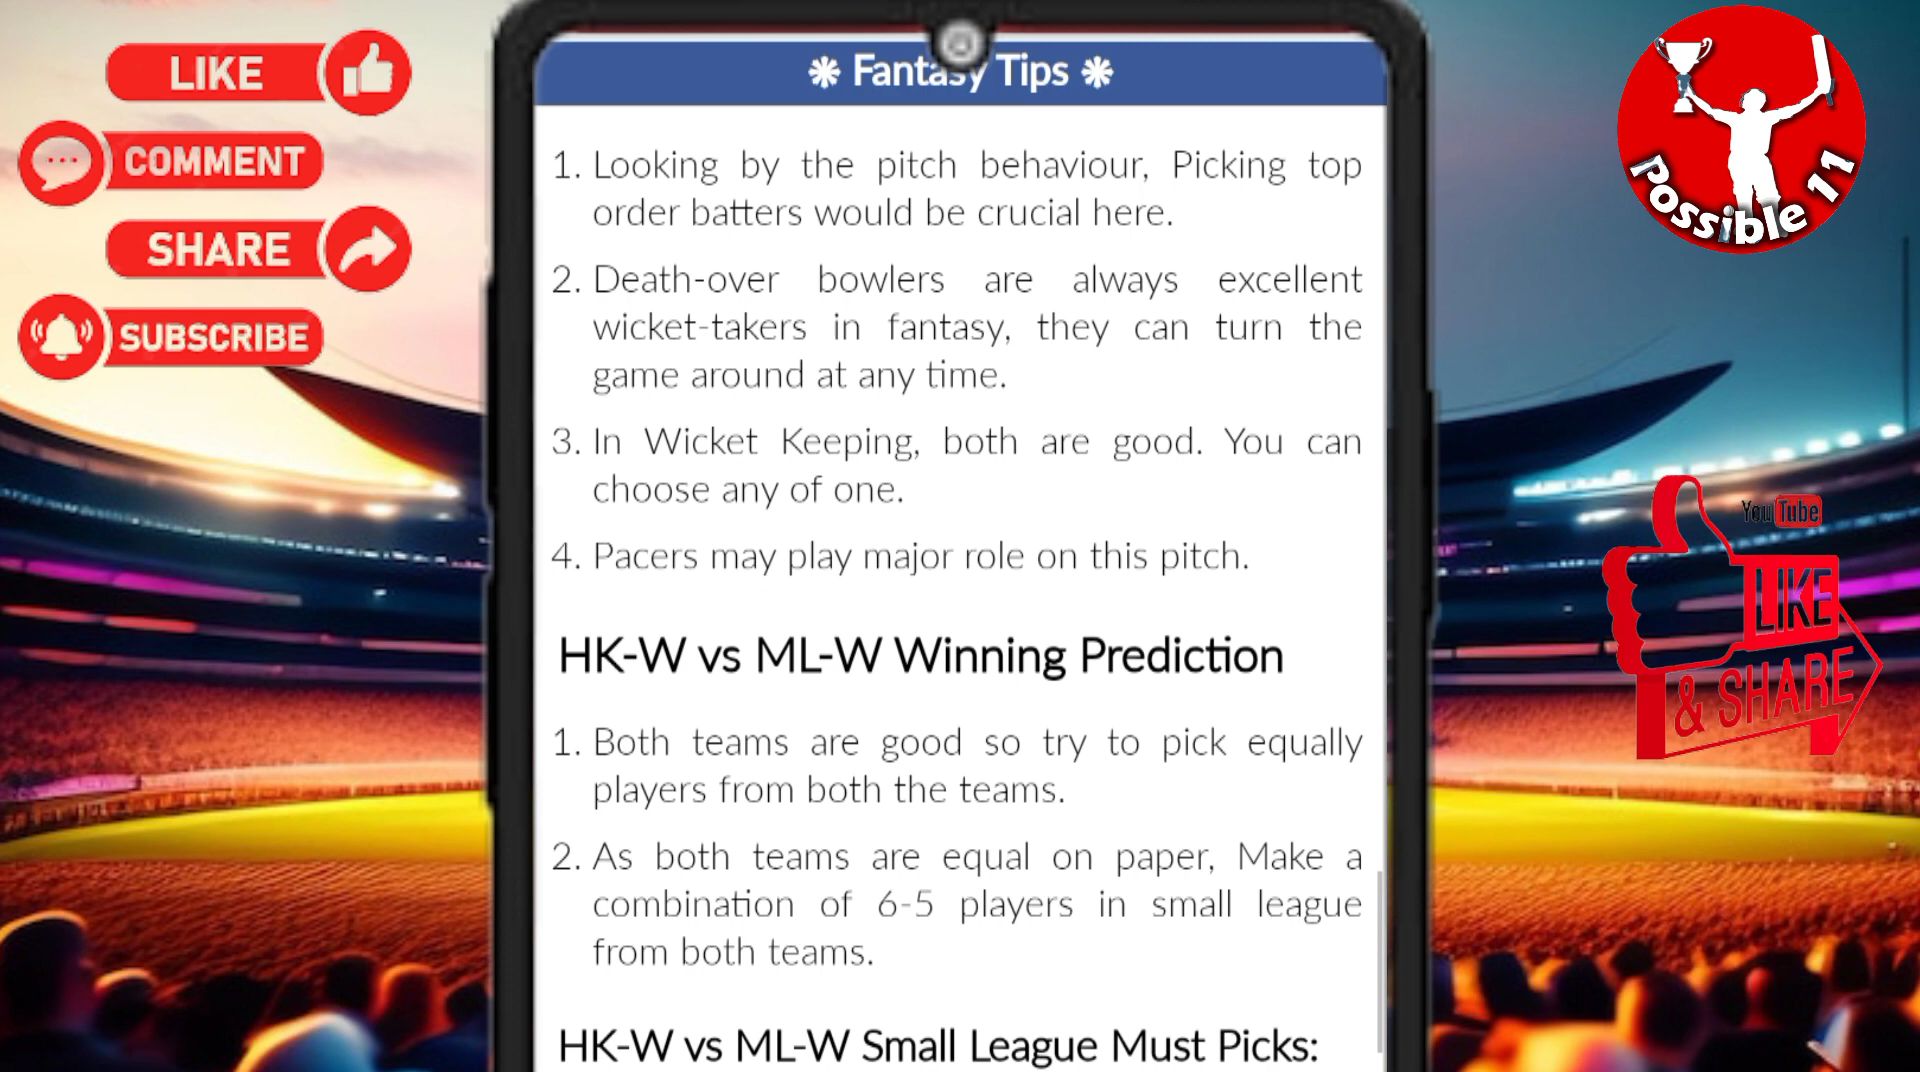 LIKE
COMMENT
SHARE
SUBSCRIBE
Fantasy Tips
1. Looking by the pitch behaviour, Picking top
order batters would be crucial here.
2. Death-over bowlers are always excellent
wicket-takers in fantasy, they can turn the
game around at any time.
3. In Wicket Keeping, both are good. You can
choose any of one.
4. Pacers may play major role on this pitch.
HK-W vs ML-W Winning Prediction
1. Both teams are good so try to pick equally
players from both the teams.
2. As both teams are equal on paper, Make a
combination of 6-5 players in small league
from both teams.
HK-W vs ML-W Small League Must Picks:
Possible 11
YouTube
LIKE
& SHARE